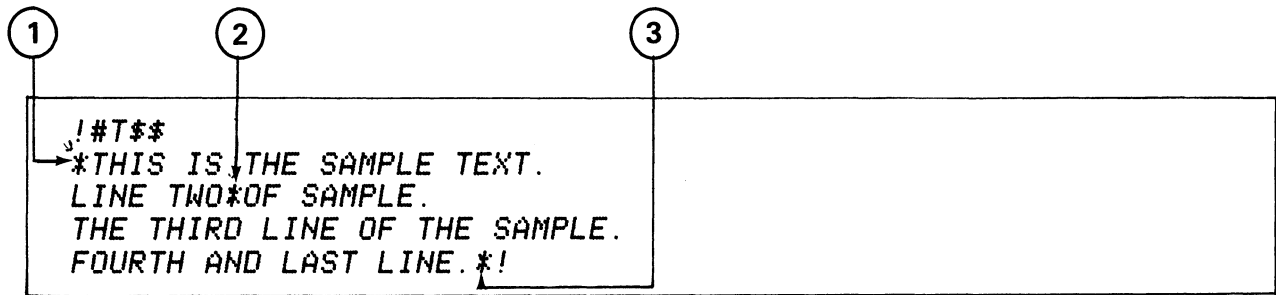 1 2 3
!#T$$
*THIS IS THE SAMPLE TEXT.
LINE TWO*OF SAMPLE.
THE THIRD LINE OF THE SAMPLE.
FOURTH AND LAST LINE.*!